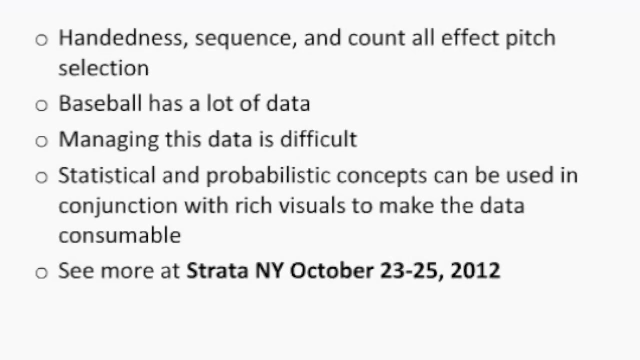 o Handedness, sequence, and count all effect pitch
selection
o Baseball has a lot of data
o Managing this data is difficult
o Statistical and probabilistic concepts can be used in
conjunction with rich visuals to make the data
consumable
o See more at Strata NY October 23-25, 2012